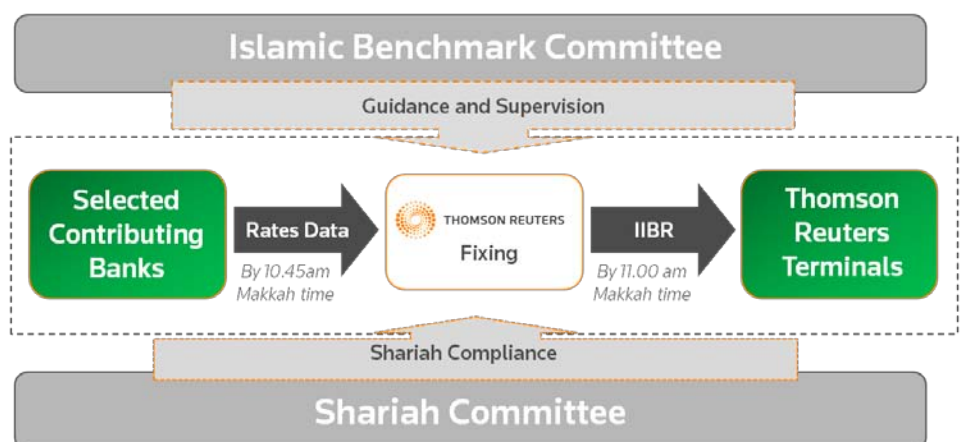 Islamic Benchmark Committee
Guidance and Supervision
Selected
Contributing
Banks
Rates Data
By 10.45am
Makkah time
THOMSON REUTERS
Fixing
IIBR
By 11.00 am
Makkah time
Thomson
Reuters
Terminals
Shariah Compliance
Shariah Committee